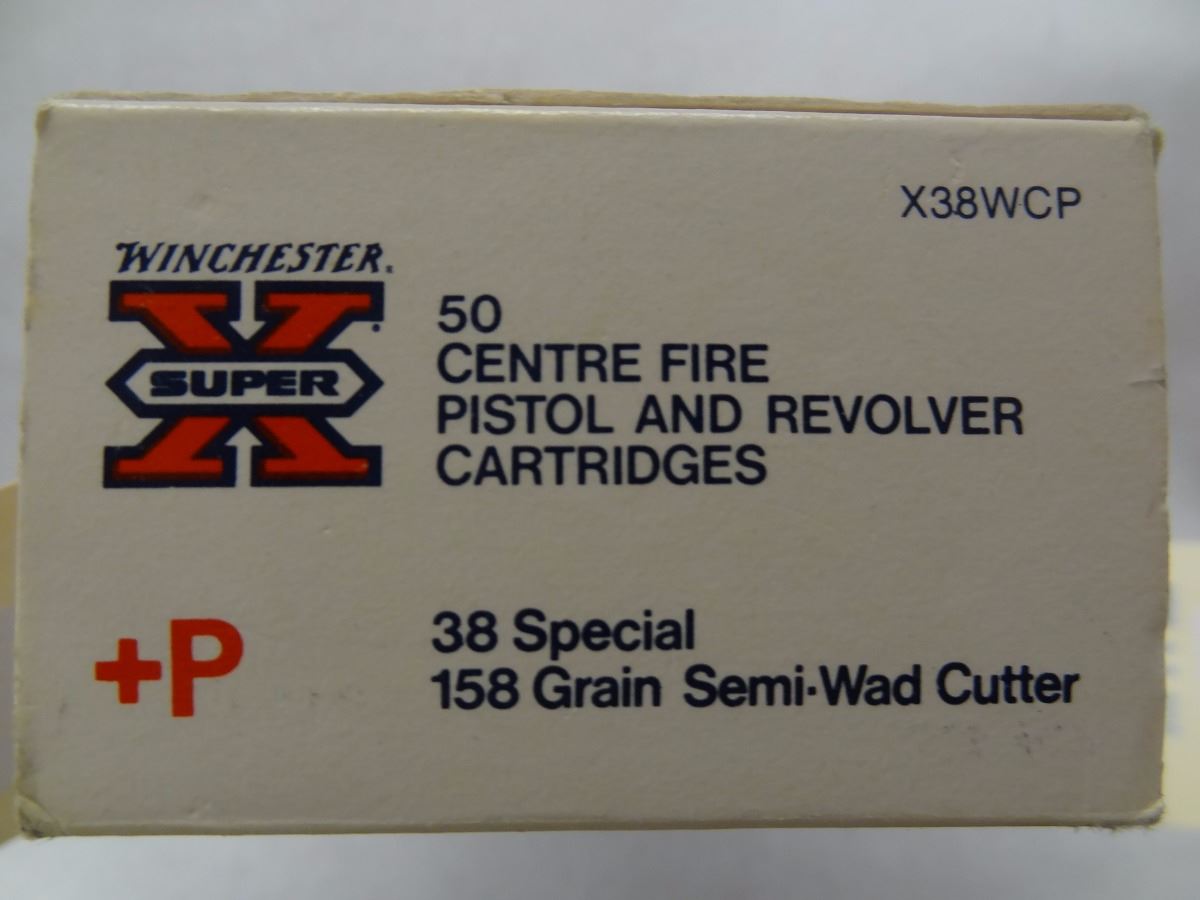 X38WCP
WINCHESTER
SUPER X
50
CENTRE FIRE
PISTOL AND REVOLVER
CARTRIDGES
+P
38 Special
158 Grain Semi-Wad Cutter